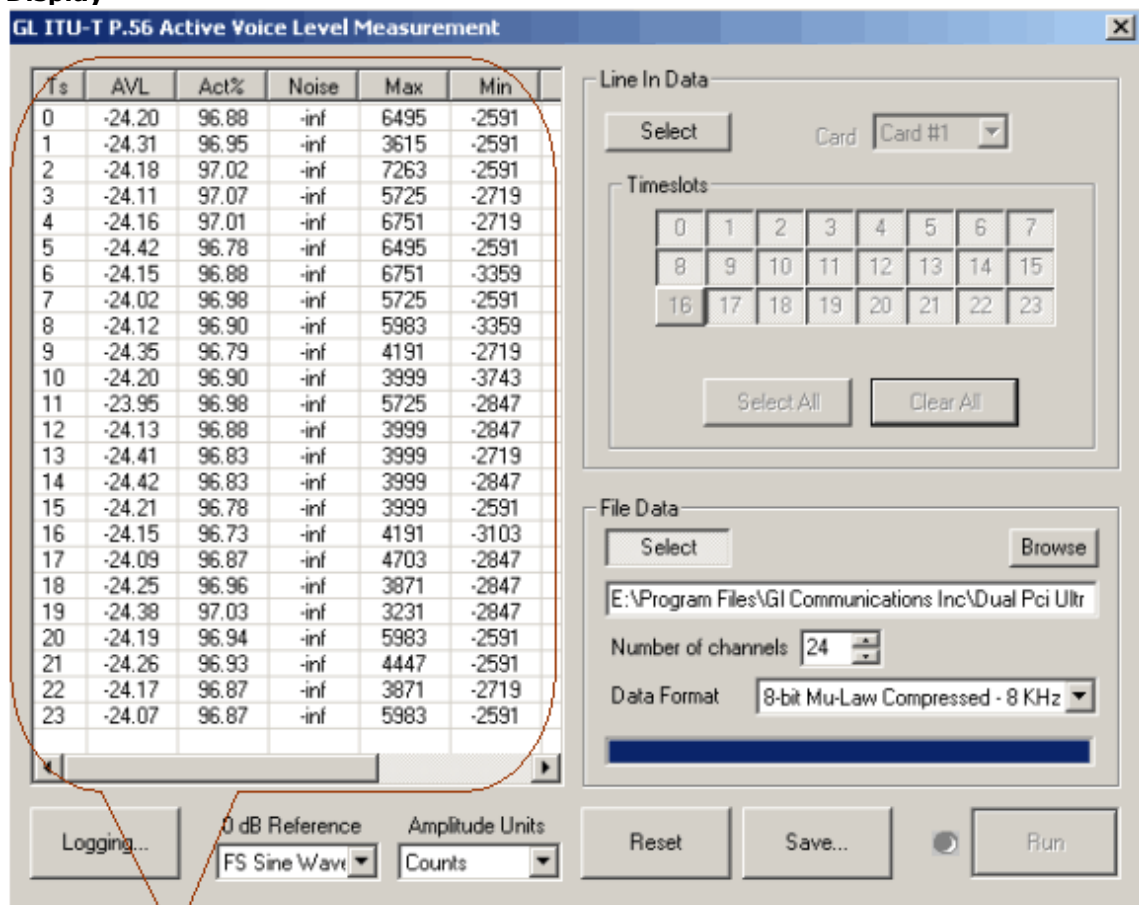 Display
GL ITU-T P.56 Active Voice Level Measurement
Ts AVL Act% Noise Max Min
0 -24.20 96.88 -inf 6495 -2591
1 -24.31 96.95 -inf 3615 -2591
2 -24.18 97.02 -inf 7263 -2591
3 -24.11 97.07 -inf 5725 -2719
4 -24.16 97.01 -inf 6751 -2719
5 -24.42 96.78 -inf 6495 -2591
6 -24.15 96.88 -inf 6751 -3359
7 -24.02 96.98 -inf 5725 -2591
8 -24.12 96.90 -inf 5983 -3359
9 -24.35 96.79 -inf 4191 -2719
10 -24.20 96.90 -inf 3999 -3743
11 -23.95 96.98 -inf 5725 -2847
12 -24.13 96.88 -inf 3999 -2847
13 -24.41 96.83 -inf 3999 -2719
14 -24.42 96.83 -inf 3999 -2847
15 -24.21 96.78 -inf 3999 -2591
16 -24.15 96.73 -inf 4191 -3103
17 -24.09 96.87 -inf 4703 -2847
18 -24.25 96.96 -inf 3871 -2847
19 -24.38 97.03 -inf 3231 -2847
20 -24.19 96.94 -inf 5983 -2591
21 -24.26 96.93 -inf 4447 -2591
22 -24.17 96.87 -inf 3871 -2719
23 -24.07 96.87 -inf 5983 -2591
Line In Data
Select Card Card #1
Timeslots
0 1 2 3 4 5 6 7
8 9 10 11 12 13 14 15
16 17 18 19 20 21 22 23
Select All Clear All
File Data
Select Browse
E:\Program Files\Gl Communications Inc\Dual Pci Ultr
Number of channels 24
Data Format 8-bit Mu-Law Compressed - 8 KHz
Logging...
0 dB Reference Amplitude Units
FS Sine Wave Counts
Reset Save... Run